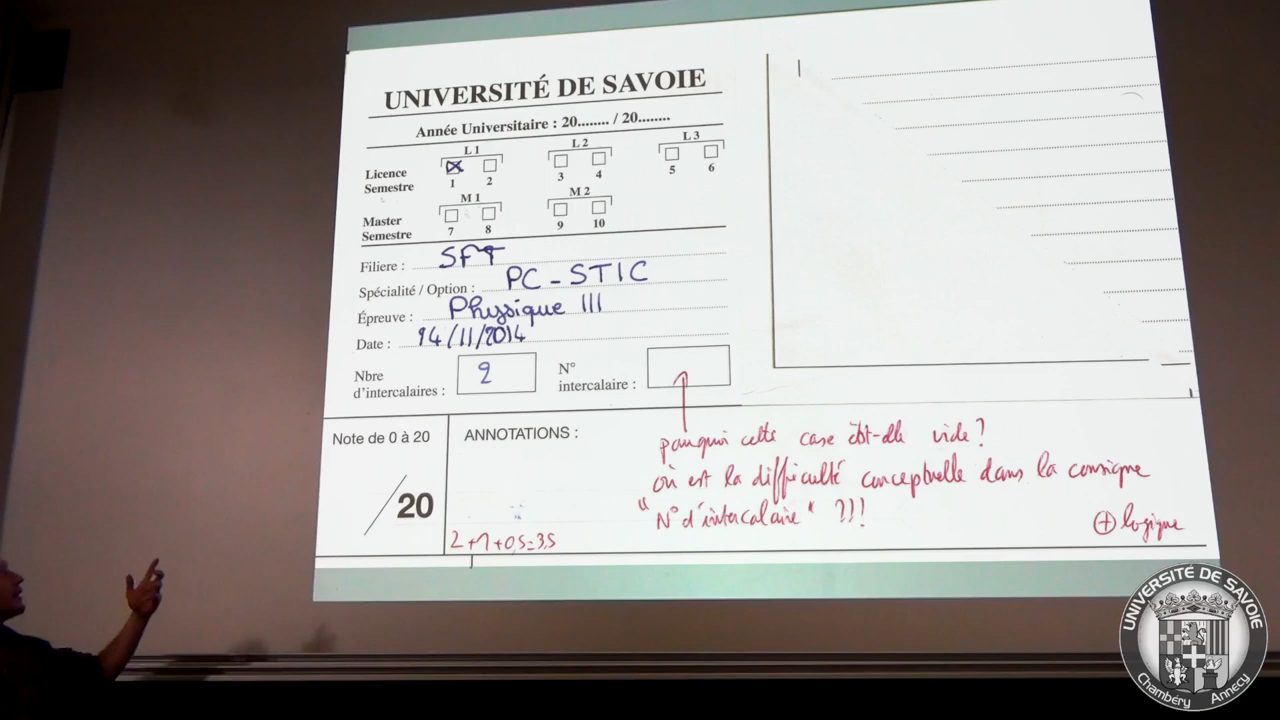 UNIVERSITÉ DE SAVOIE
Année Universitaire : 20........ / 20........
L 1 L 2 L 3
Licence
Semestre
1 2 3 4 5 6
M 1 M 2
Master
Semestre
7 8 9 10
Filiere : SFT
Spécialité / Option : PC - STIC
Épreuve : Physique III
Date : 14/11/2014
Nbre
d'intercalaires : 2
N°
intercalaire :
Note de 0 à 20
/20
ANNOTATIONS :
pourquoi cette case est-elle vide ?
où est la difficulté conceptuelle dans la consigne
"N° d'intercalaire" ???
⊕ logique
2+1+0,5=3.5
UNIVERSITÉ DE SAVOIE
Chambéry Annecy